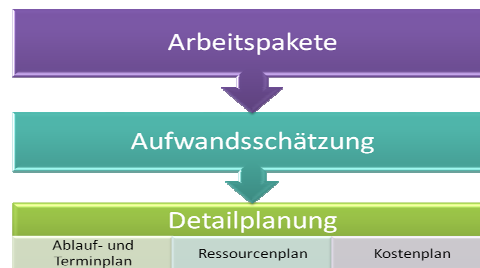 Arbeitspakete
Aufwandsschätzung
Detailplanung
Ablauf- und
Terminplan
Ressourcenplan
Kostenplan